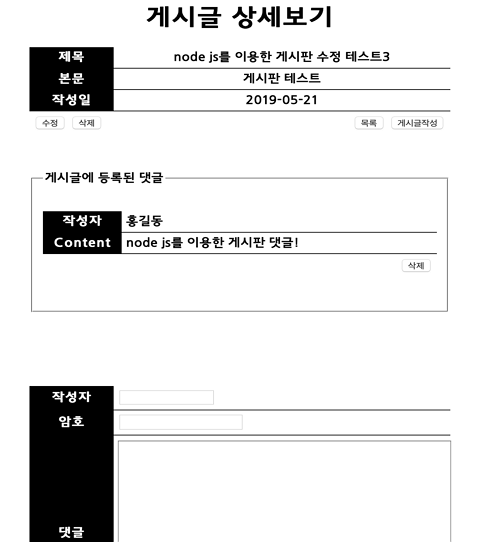 게시글 상세보기
제목 node js를 이용한 게시판 수정 테스트3
본문 게시판 테스트
작성일 2019-05-21
수정 삭제 목록 게시글작성
게시글에 등록된 댓글
작성자 홍길동
Content node js를 이용한 게시판 댓글!
삭제
작성자
암호
댓글